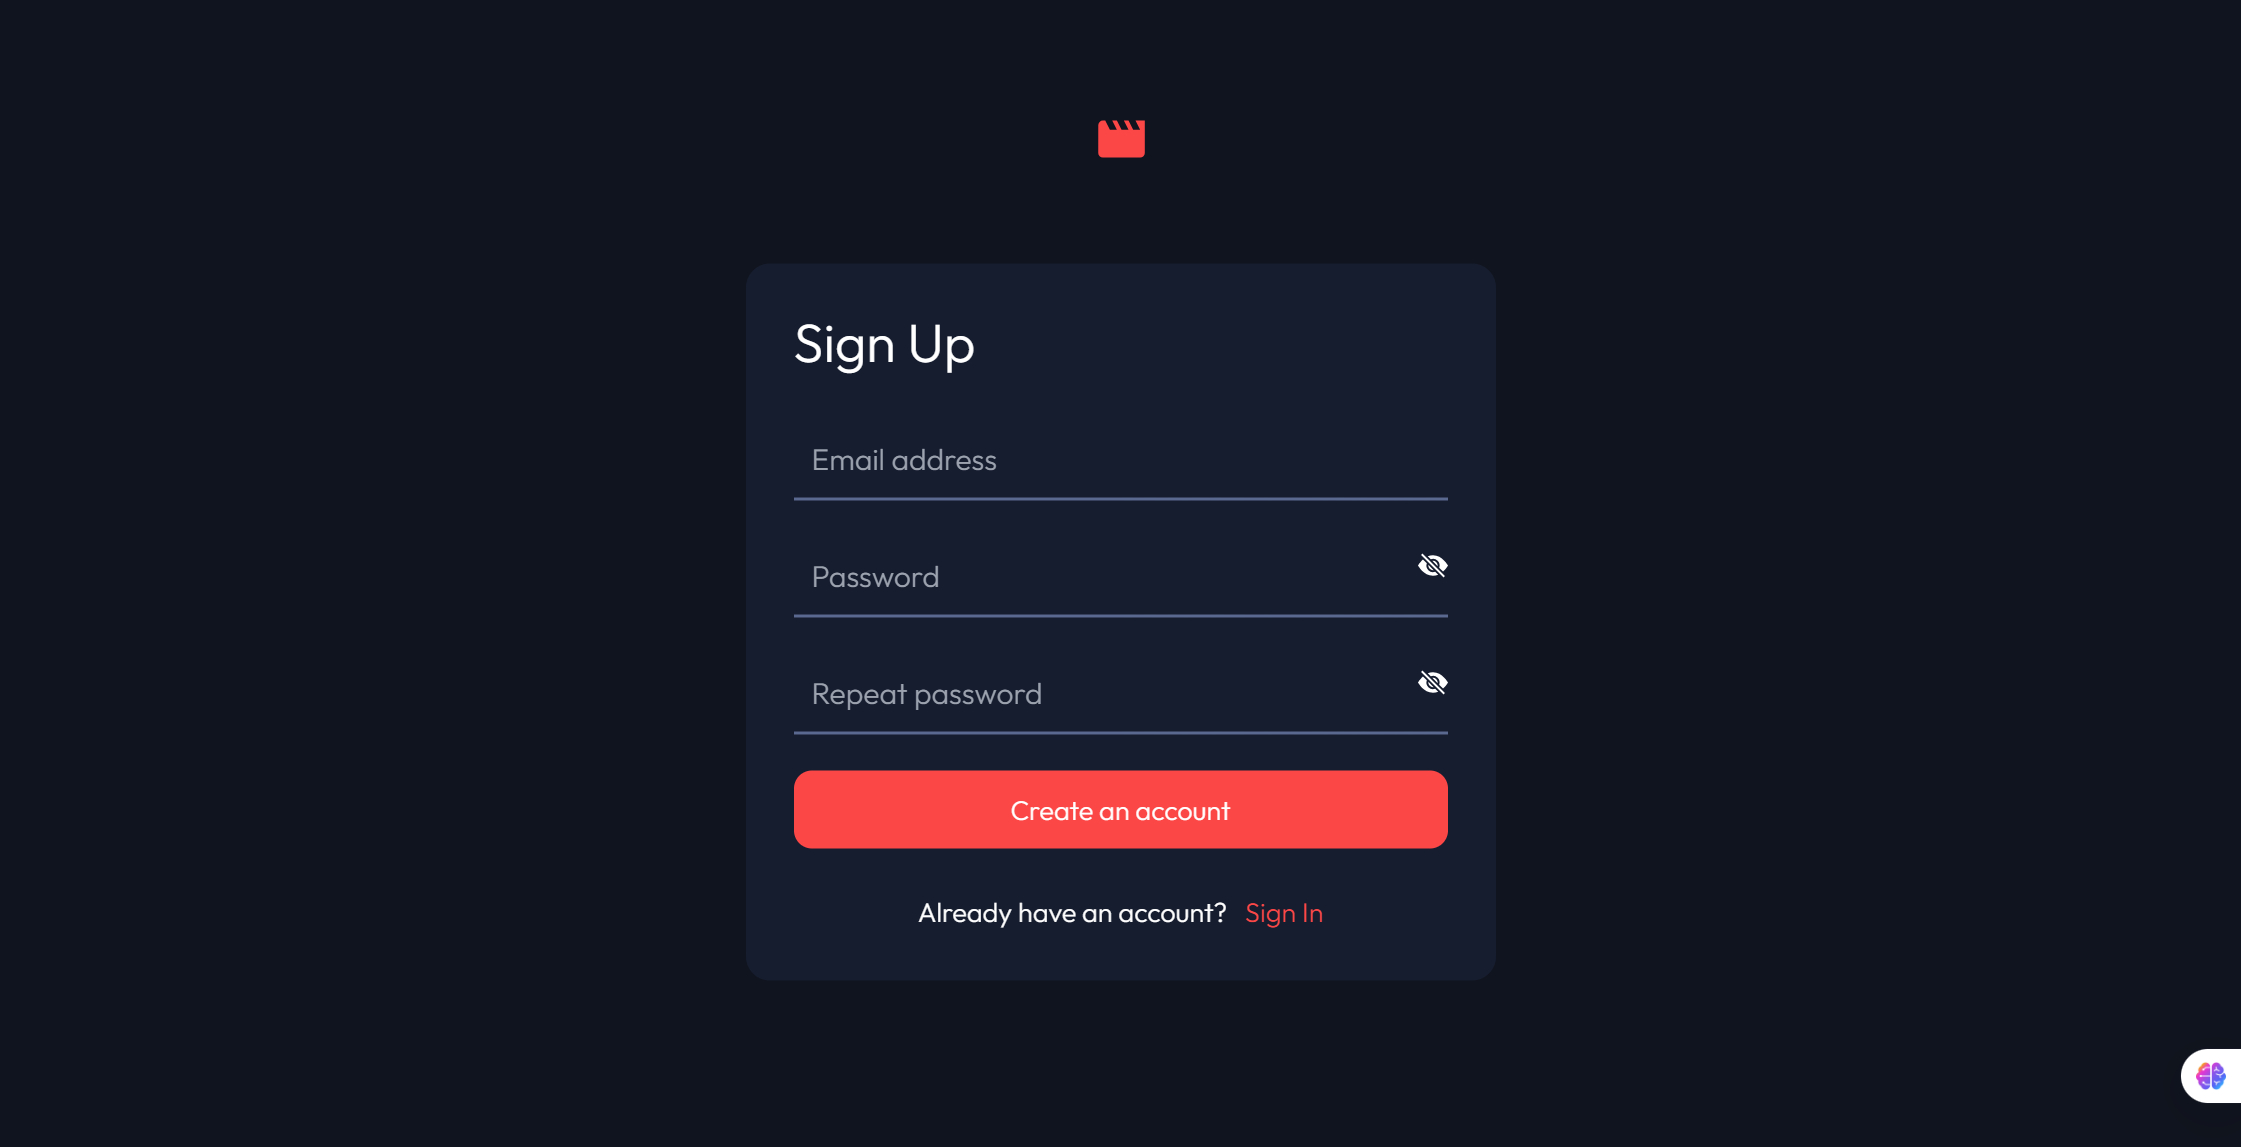 Sign Up
Email address
Password
Repeat password
Create an account
Already have an account? Sign In